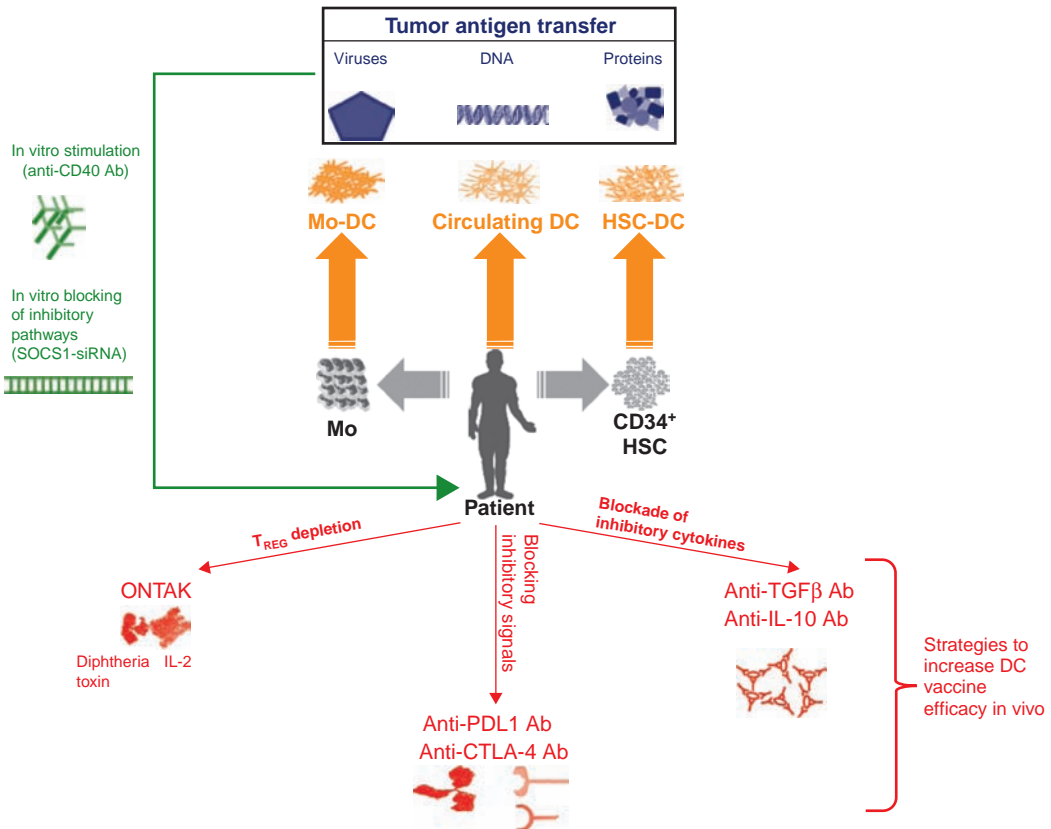 Tumor antigen transfer
Viruses
DNA
Proteins
In vitro stimulation
(anti-CD40 Ab)
Mo-DC
Circulating DC
HSC-DC
In vitro blocking
of inhibitory
pathways
(SOCS1-siRNA)
Mo
CD34⁺
HSC
Patient
T_REG depletion
Blocking
inhibitory signals
Blockade of
inhibitory cytokines
ONTAK
Diphtheria IL-2
toxin
Anti-TGFβ Ab
Anti-IL-10 Ab
Strategies to
increase DC
vaccine
efficacy in vivo
Anti-PDL1 Ab
Anti-CTLA-4 Ab